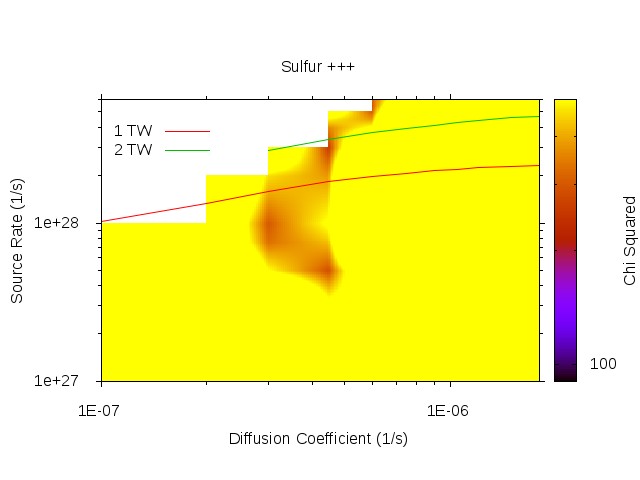 Sulfur +++
1 TW
2 TW
1e+28
1e+27
Source Rate (1/s)
1E-07
1E-06
Diffusion Coefficient (1/s)
100
Chi Squared